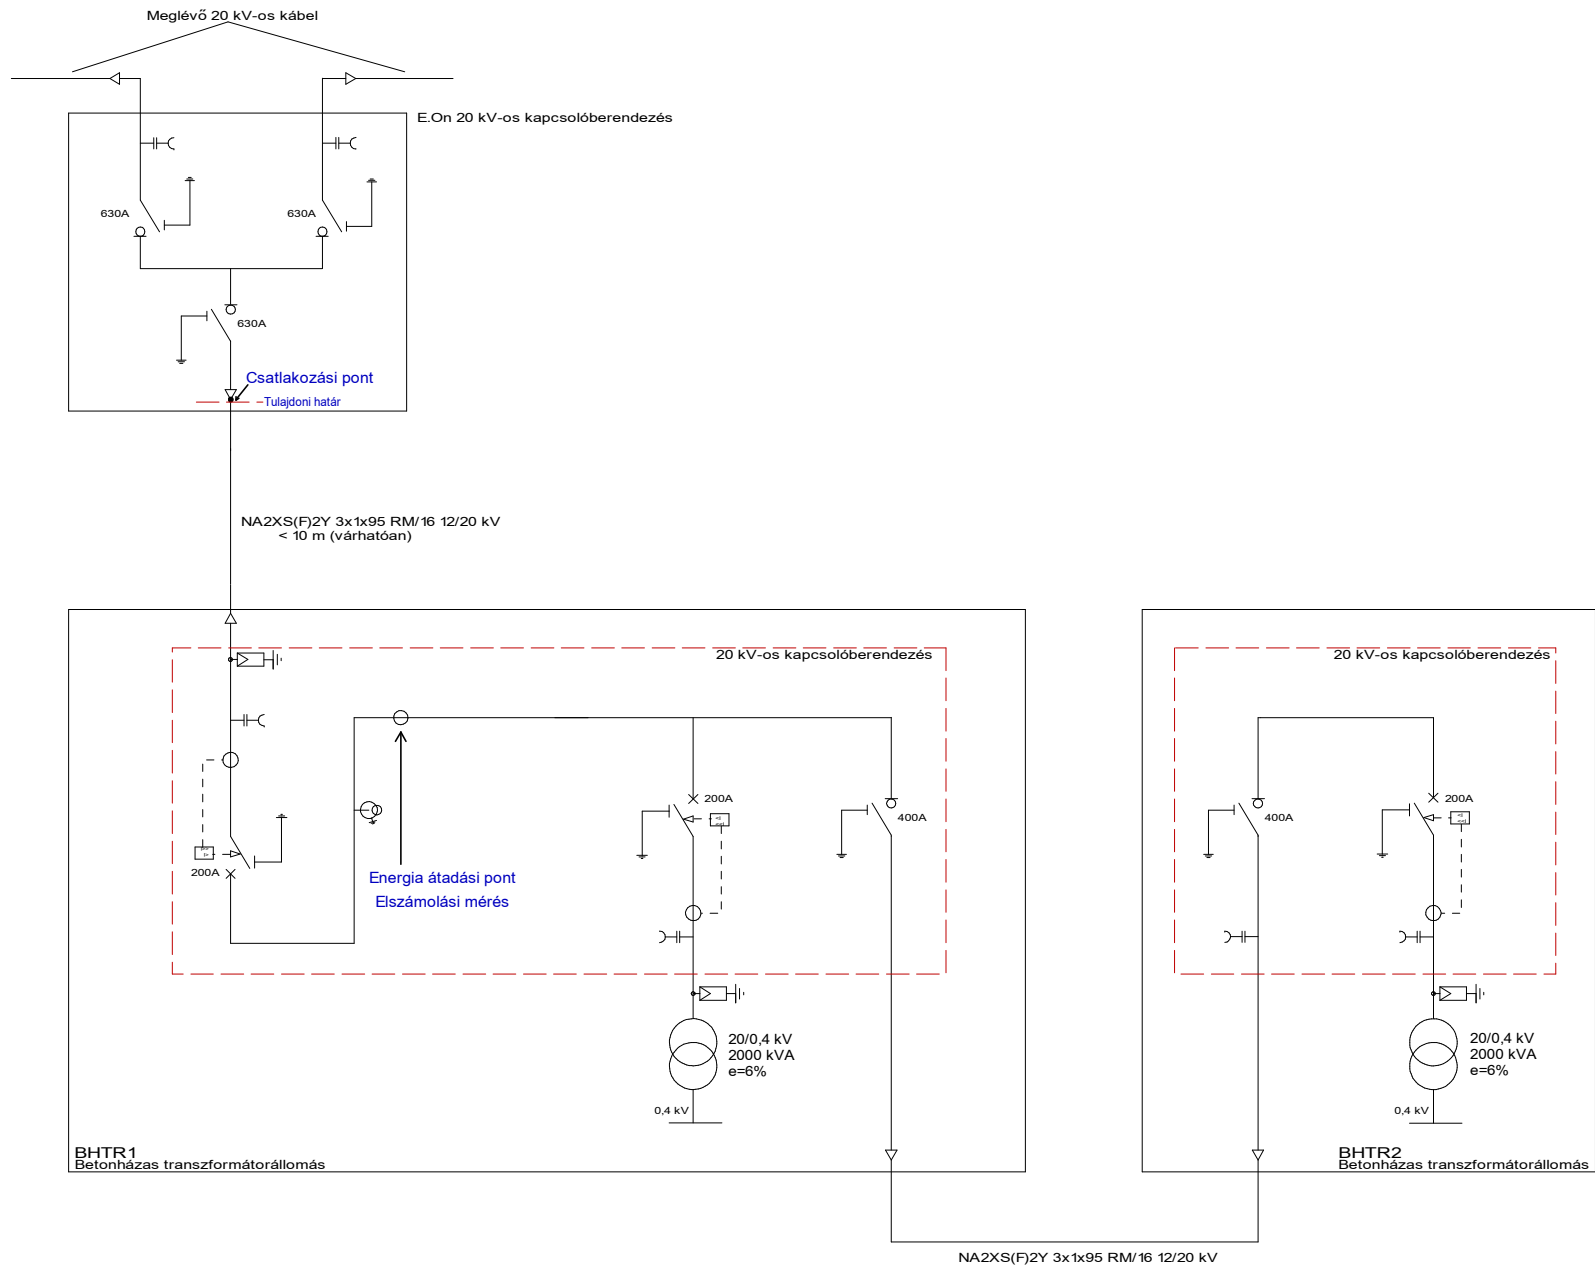 Meglévő 20 kV-os kábel
E.On 20 kV-os kapcsolóberendezés
630A
630A
630A
Csatlakozási pont
Tulajdoni határ
NA2XS(F)2Y 3x1x95 RM/16 12/20 kV
< 10 m (várhatóan)
20 kV-os kapcsolóberendezés
200A
400A
200A
Energia átadási pont
Elszámolási mérés
20/0,4 kV
2000 kVA
e=6%
0,4 kV
BHTR1
Betonházas transzformátorállomás
20 kV-os kapcsolóberendezés
400A
200A
20/0,4 kV
2000 kVA
e=6%
0,4 kV
BHTR2
Betonházas transzformátorállomás
NA2XS(F)2Y 3x1x95 RM/16 12/20 kV